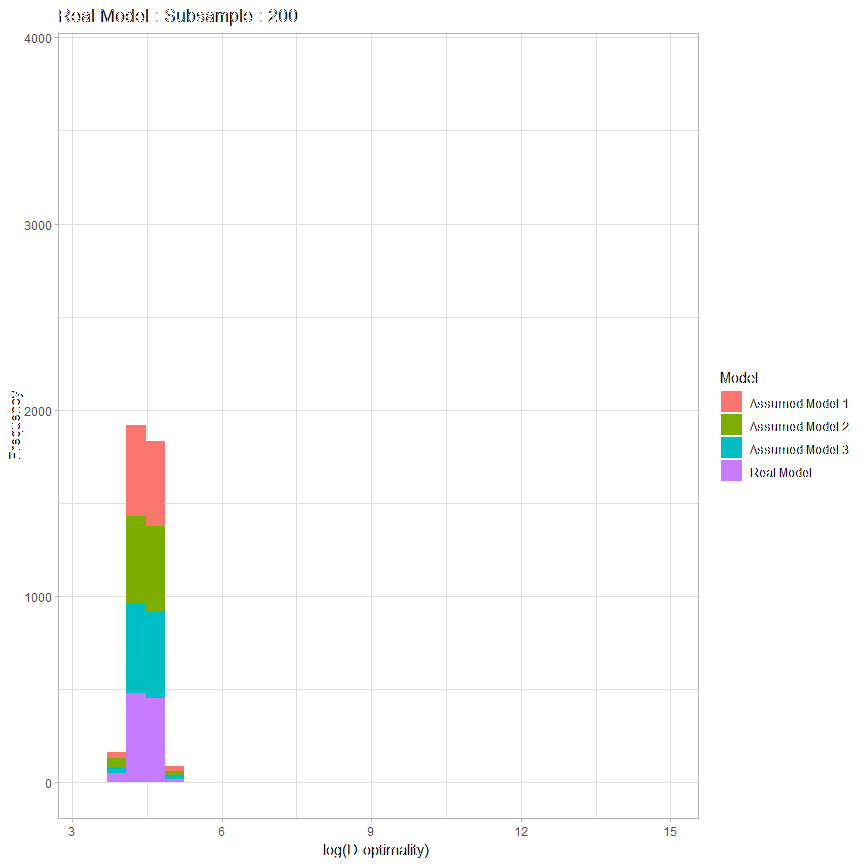 Real Model : Subsample : 200
4000
3000
2000
1000
0
Frequency
3 6 9 12 15
log(D-optimality)
Model
Assumed Model 1
Assumed Model 2
Assumed Model 3
Real Model